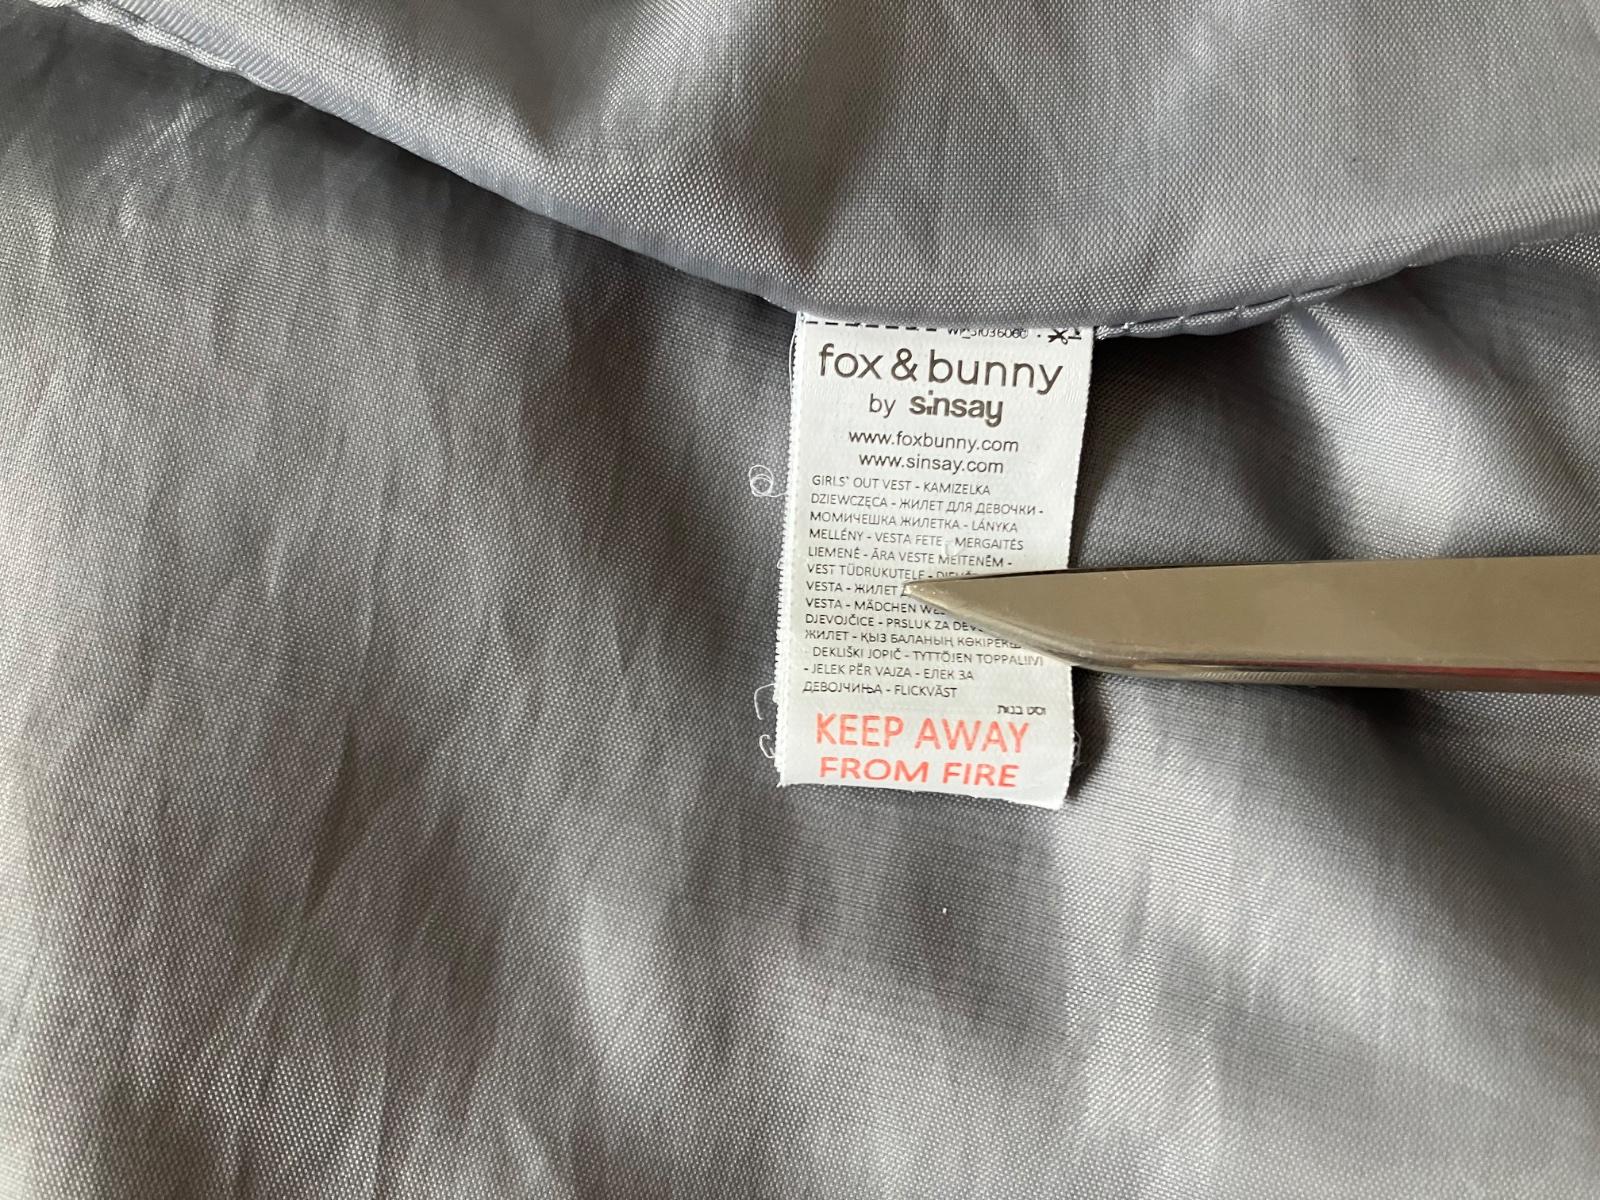 fox & bunny
by sinsay
www.foxbunny.com
www.sinsay.com
GIRLS' OUT VEST - KAMIZELKA
DZIEWCZĘCA - ЖИЛЕТ ДЛЯ ДЕВОЧКИ -
МОМИЧЕШКА ЖИЛЕТКА - LÁNYKA
MELLÉNY - VESTA FETE - MERGAITĖS
LIEMENĖ - ĀRA VESTE MEITENĒM -
VEST TÜDRUKUTELE -
VESTA - ЖИЛЕТ
VESTA - MÄDCHEN
DJEVOJČICE - PRSLUK ZA
ЖИЛЕТ - ҚЫЗ БАЛАНЫҢ
DEKLIŠKI JOPIČ - TYTTÖJEN TOPPALIIVI
- JELEK PËR VAJZA - ЕЛЕК ЗА
ДЕВОЈЧИЊА - FLICKVÄST
וסט בנות
KEEP AWAY
FROM FIRE